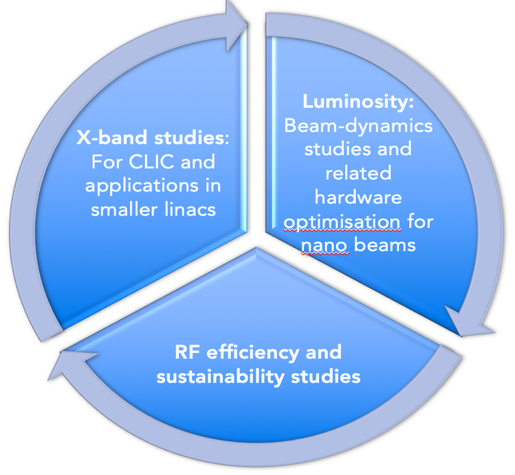 X-band studies:
For CLIC and
applications in
smaller linacs
Luminosity:
Beam-dynamics
studies and
related
hardware
optimisation for
nano beams
RF efficiency and
sustainability studies